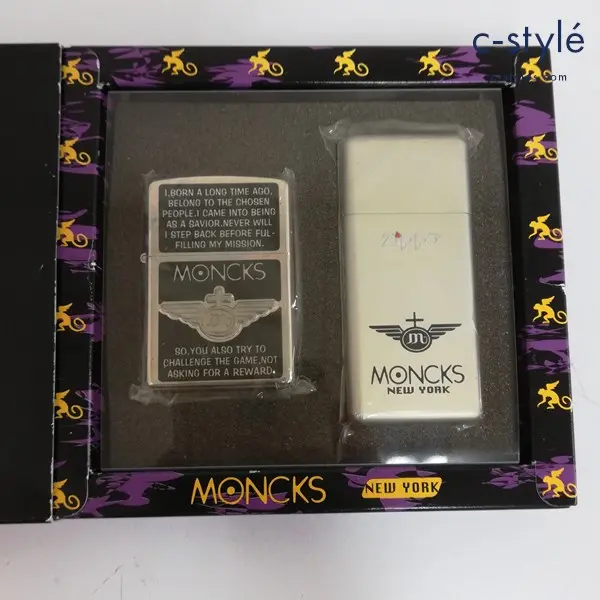 c-stylé
I.BORN A LONG TIME AGO.
BELONG TO THE CHOSEN
PEOPLE.I CAME INTO BEING
AS A SAVIOR.NEVER WILL
I STEP BACK BEFORE FUL-
FILLING MY MISSION.
MONCKS
SO,YOU ALSO TRY TO
CHALLENGE THE GAME,NOT
ASKING FOR A REWARD.
Zippo
M
MONCKS
NEW YORK
MONCKS NEW YORK